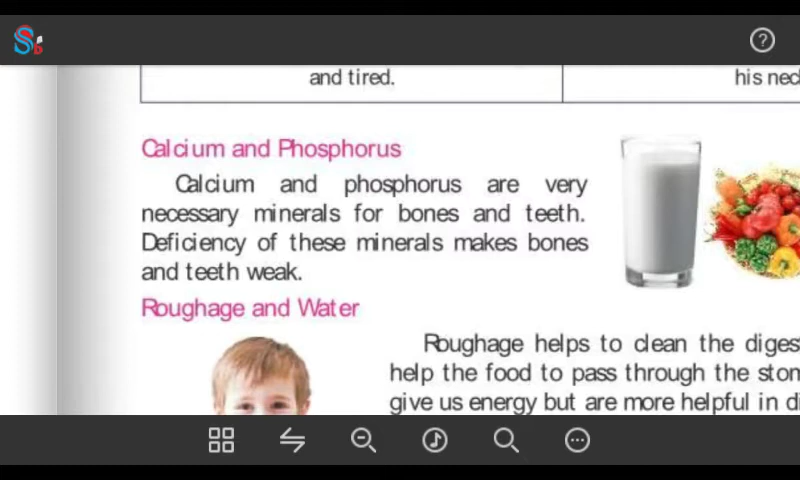 and tired.
his neck
Calcium and Phosphorus
Calcium and phosphorus are very
necessary minerals for bones and teeth.
Deficiency of these minerals makes bones
and teeth weak.
Roughage and Water
Roughage helps to clean the diges
help the food to pass through the stom
give us energy but are more helpful in di